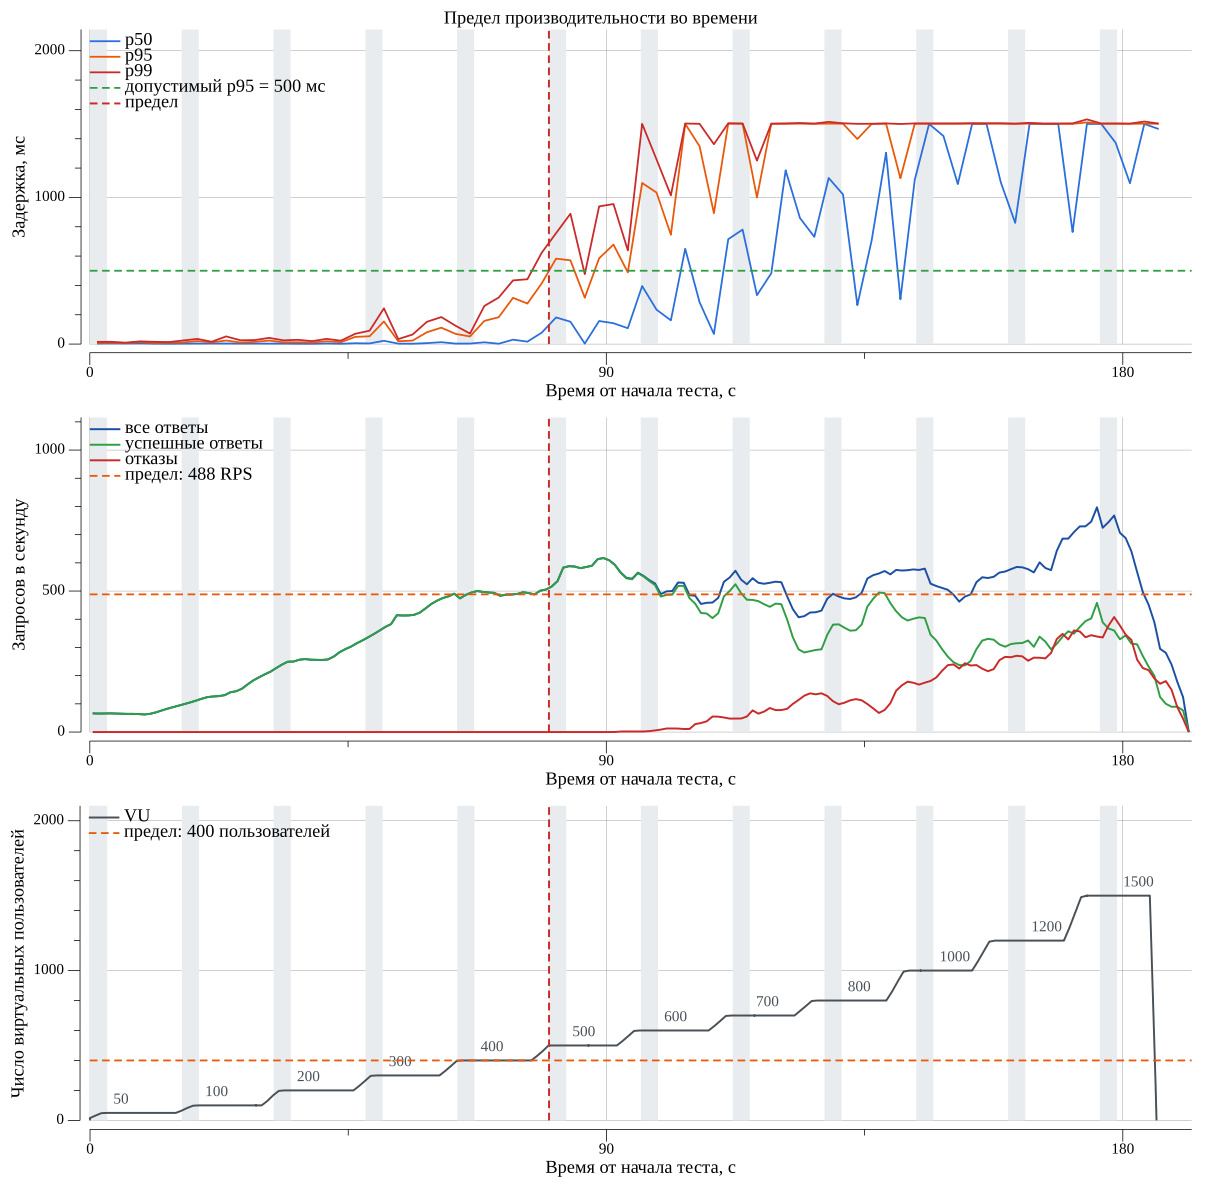 Предел производительности во времени
p50
p95
p99
допустимый p95 = 500 мс
предел
2000
1000
0
Задержка, мс
0
90
180
Время от начала теста, с
все ответы
успешные ответы
отказы
предел: 488 RPS
1000
500
0
Запросов в секунду
0
90
180
Время от начала теста, с
VU
предел: 400 пользователей
2000
1000
0
Число виртуальных пользователей
50
100
200
300
400
500
600
700
800
1000
1200
1500
0
90
180
Время от начала теста, с